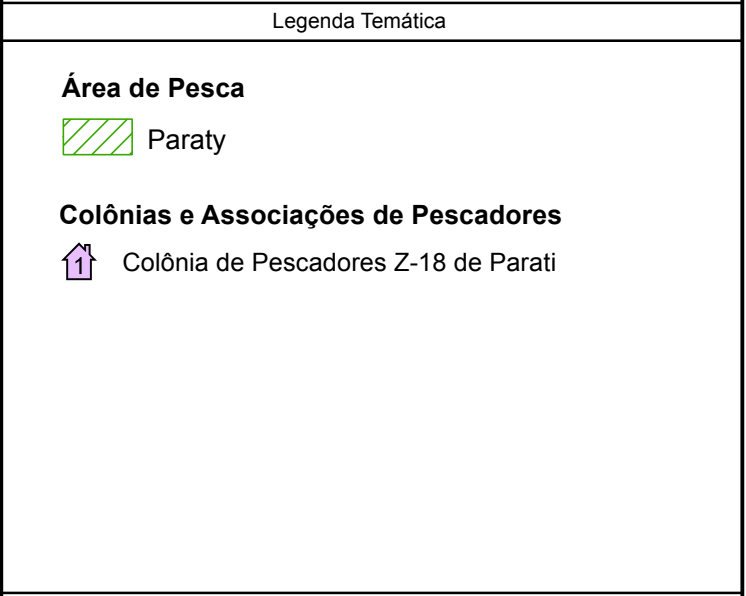 Legenda Temática
Área de Pesca
Paraty
Colônias e Associações de Pescadores
1 Colônia de Pescadores Z-18 de Parati